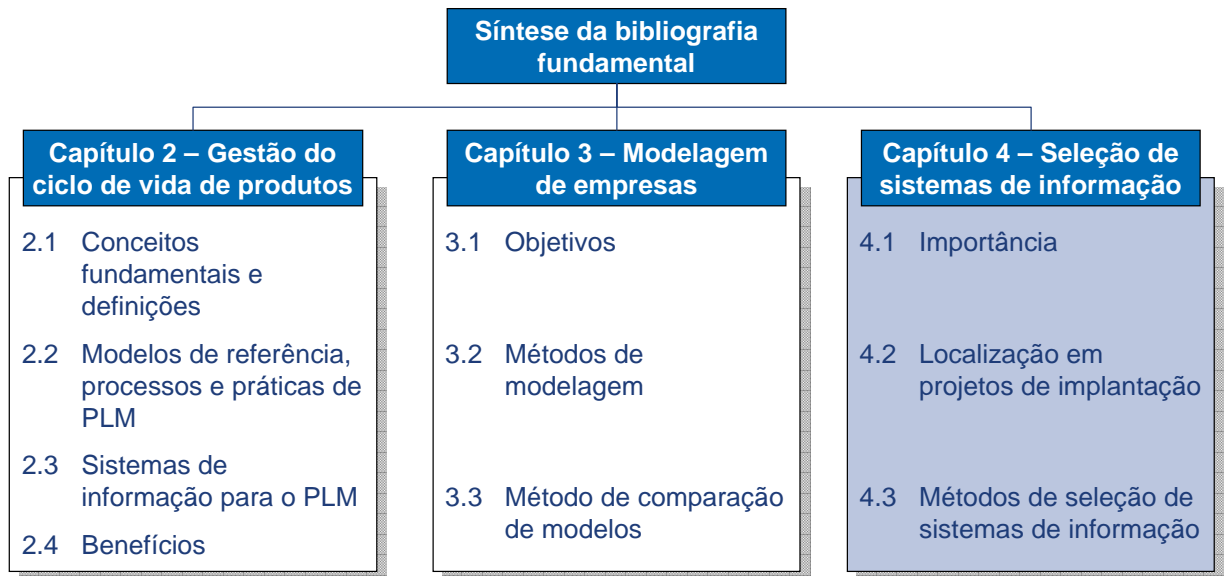 Síntese da bibliografia
fundamental
Capítulo 2 – Gestão do
ciclo de vida de produtos
2.1 Conceitos
fundamentais e
definições
2.2 Modelos de referência,
processos e práticas de
PLM
2.3 Sistemas de
informação para o PLM
2.4 Benefícios
Capítulo 3 – Modelagem
de empresas
3.1 Objetivos
3.2 Métodos de
modelagem
3.3 Método de comparação
de modelos
Capítulo 4 – Seleção de
sistemas de informação
4.1 Importância
4.2 Localização em
projetos de implantação
4.3 Métodos de seleção de
sistemas de informação